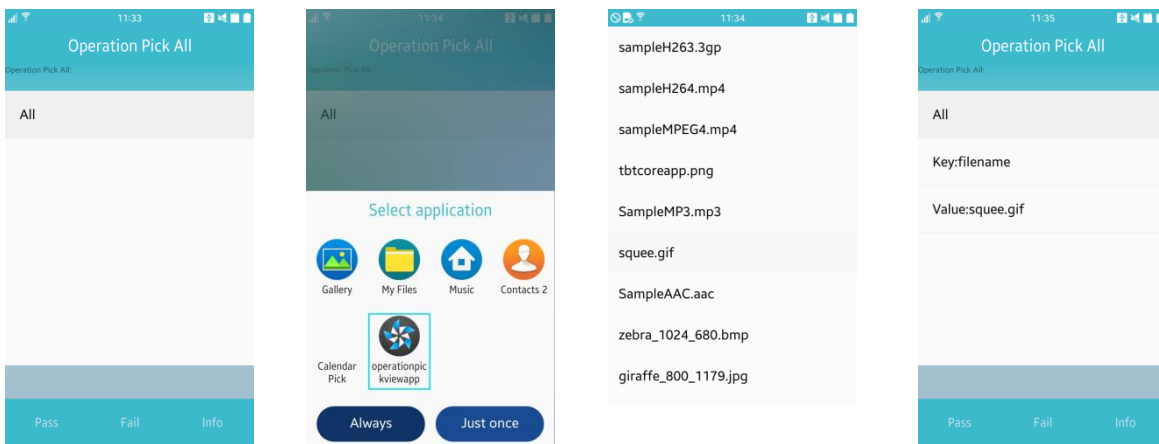 11:33
Operation Pick All
Operation Pick All:
All
Pass Fail Info
11:34
Operation Pick All
Operation Pick All:
All
Select application
Gallery My Files Music Contacts 2
Calendar operationpic
Pick kviewapp
Always Just once
11:34
sampleH263.3gp
sampleH264.mp4
sampleMPEG4.mp4
tbtcoreapp.png
SampleMP3.mp3
squee.gif
SampleAAC.aac
zebra_1024_680.bmp
giraffe_800_1179.jpg
11:35
Operation Pick All
Operation Pick All:
All
Key:filename
Value:squee.gif
Pass Fail Info